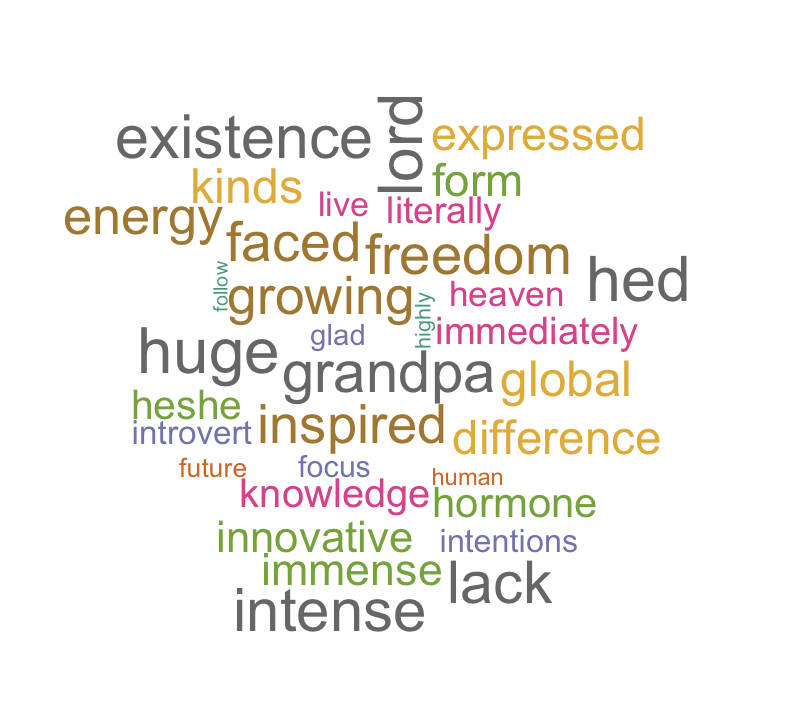 existence lord expressed
kinds live literally form
energy faced freedom hed
follow growing highly heaven
glad immediately
huge grandpa global
heshe
introvert inspired difference
future focus human
knowledge hormone
innovative intentions
immense lack
intense